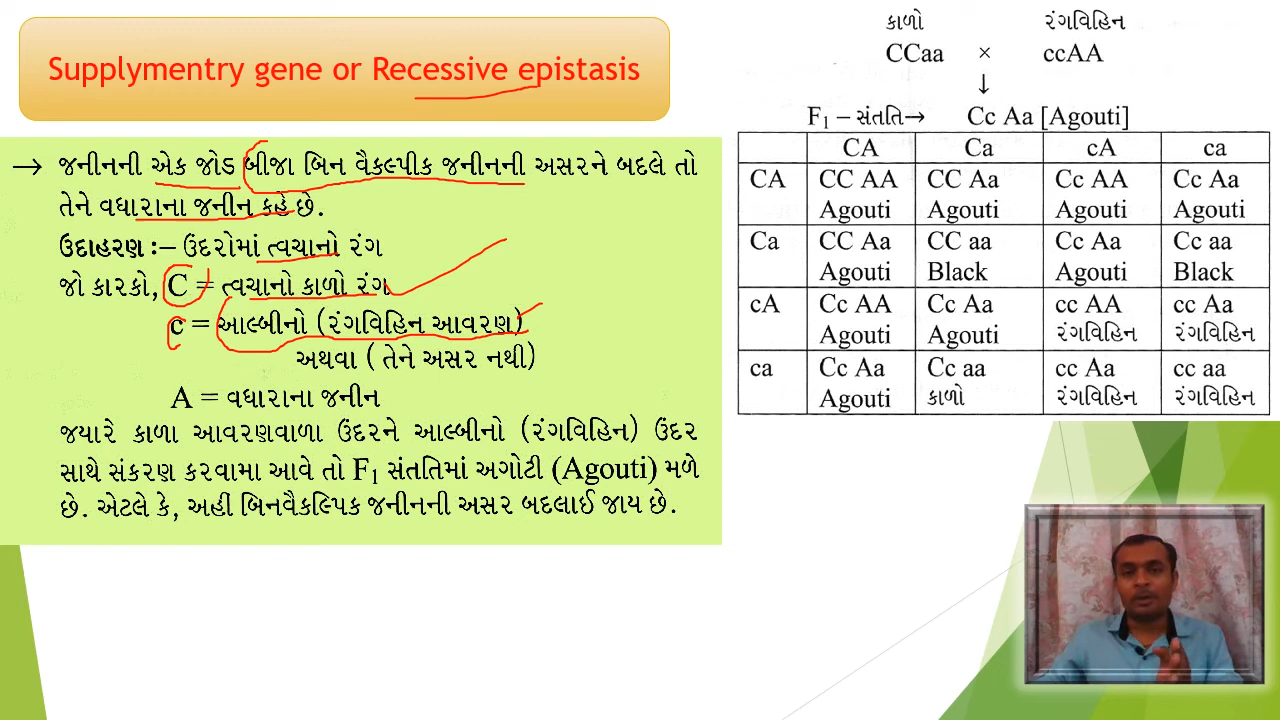 Supplymentry gene or Recessive epistasis
→ જનીનની એક જોડ બીજા બિન વૈકલ્પીક જનીનની અસરને બદલે તો
તેને વધારાના જનીન કહે છે.
ઉદાહરણ :– ઉંદરોમાં ત્વચાનો રંગ
જો કારકો, C = ત્વચાનો કાળો રંગ
c = આલ્બીનો (રંગવિહિન આવરણ)
અથવા ( તેને અસર નથી)
A = વધારાના જનીન
જયારે કાળા આવરણવાળા ઉંદરને આલ્બીનો (રંગવિહિન) ઉંદર
સાથે સંકરણ કરવામા આવે તો F₁ સંતતિમાં અગોટી (Agouti) મળે
છે. એટલે કે, અહીં બિનવૈકલ્પિક જનીનની અસર બદલાઈ જાય છે.
કાળો રંગવિહિન
CCaa × ccAA
↓
F₁ – સંતતિ→ Cc Aa [Agouti]
CA Ca cA ca
CA CC AA CC Aa Cc AA Cc Aa
Agouti Agouti Agouti Agouti
Ca CC Aa CC aa Cc Aa Cc aa
Agouti Black Agouti Black
cA Cc AA Cc Aa cc AA cc Aa
Agouti Agouti રંગવિહિન રંગવિહિન
ca Cc Aa Cc aa cc Aa cc aa
Agouti કાળો રંગવિહિન રંગવિહિન